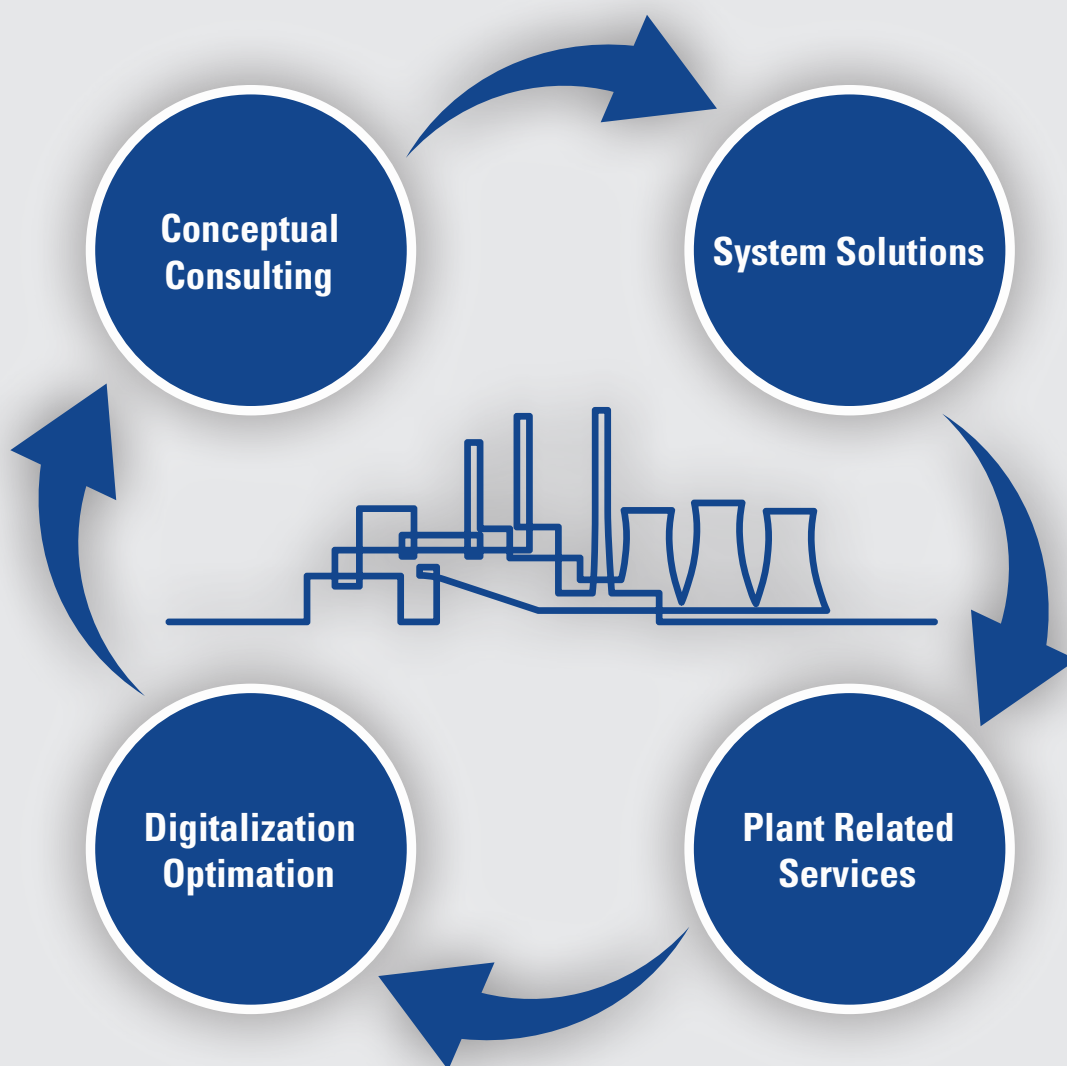 Conceptual
Consulting
System Solutions
Digitalization
Optimation
Plant Related
Services